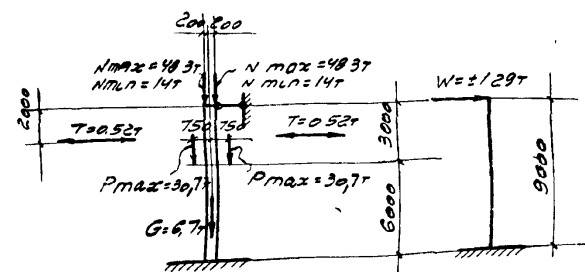 200 200
Nmax=48.3т N max=48.3т
Nmin=14т N min=14т
W=±1.29т
2000
T=0.52т 750 750 T=0.52т
3000
Pmax=30,7т Pmax=30,7т
G=6,7т
6000
9000